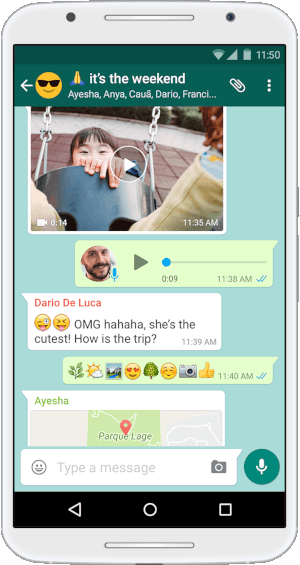 11:50
🙏 it's the weekend
Ayesha, Anya, Cauã, Dario, Franci...
0:14
11:35 AM
0:09
11:38 AM
Dario De Luca
😜😝 OMG hahaha, she's the
cutest! How is the trip?
11:39 AM
🌿🌤🏞😍🌳☺📷👍
11:40 AM
Ayesha
Parque Lage
Type a message